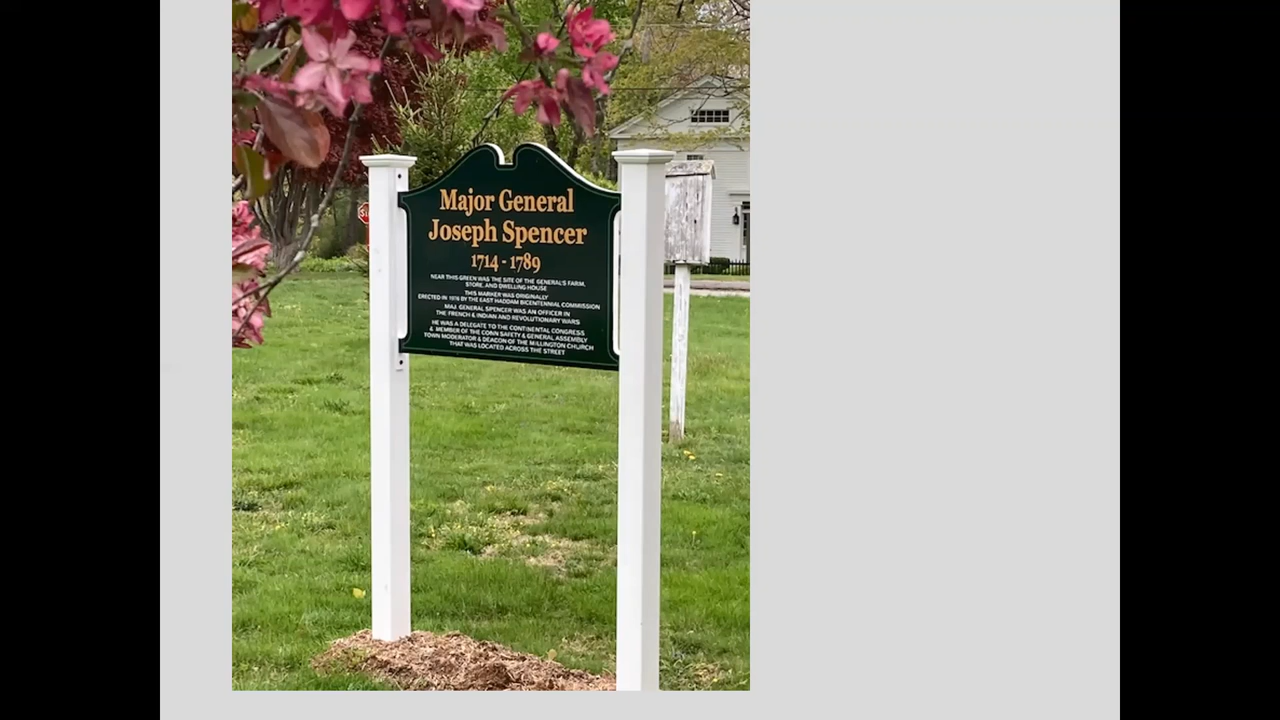 Major General
Joseph Spencer
1714 - 1789
NEAR THIS GREEN WAS THE SITE OF THE GENERAL'S FARM,
STORE, AND DWELLING HOUSE
THIS MARKER WAS ORIGINALLY
ERECTED IN 1976 BY THE EAST HADDAM BICENTENNIAL COMMISSION
MAJ. GENERAL SPENCER WAS AN OFFICER IN
THE FRENCH & INDIAN AND REVOLUTIONARY WARS
HE WAS A DELEGATE TO THE CONTINENTAL CONGRESS
& MEMBER OF THE CONN SAFETY & GENERAL ASSEMBLY
TOWN MODERATOR & DEACON OF THE MILLINGTON CHURCH
THAT WAS LOCATED ACROSS THE STREET